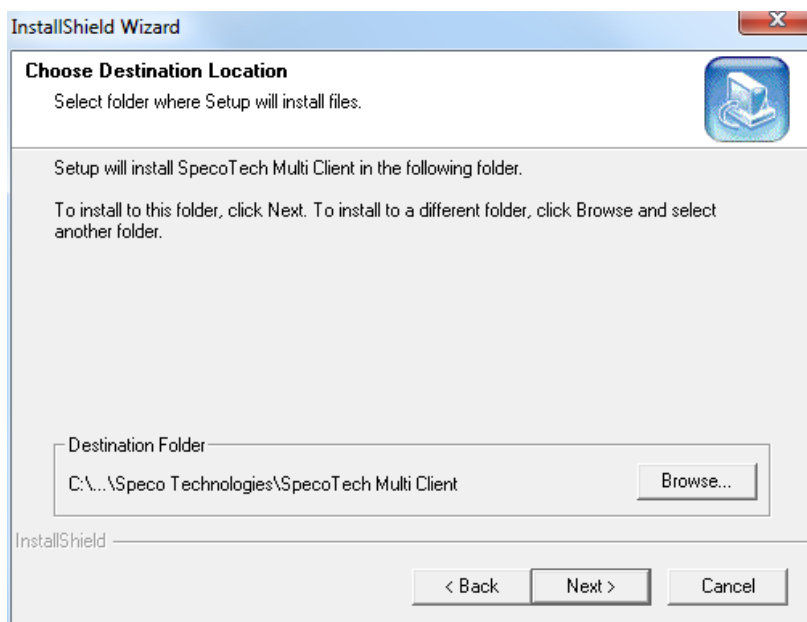 InstallShield Wizard
Choose Destination Location
Select folder where Setup will install files.
Setup will install SpecoTech Multi Client in the following folder.
To install to this folder, click Next. To install to a different folder, click Browse and select
another folder.
Destination Folder
C:\...\Speco Technologies\SpecoTech Multi Client
Browse...
InstallShield
< Back
Next >
Cancel